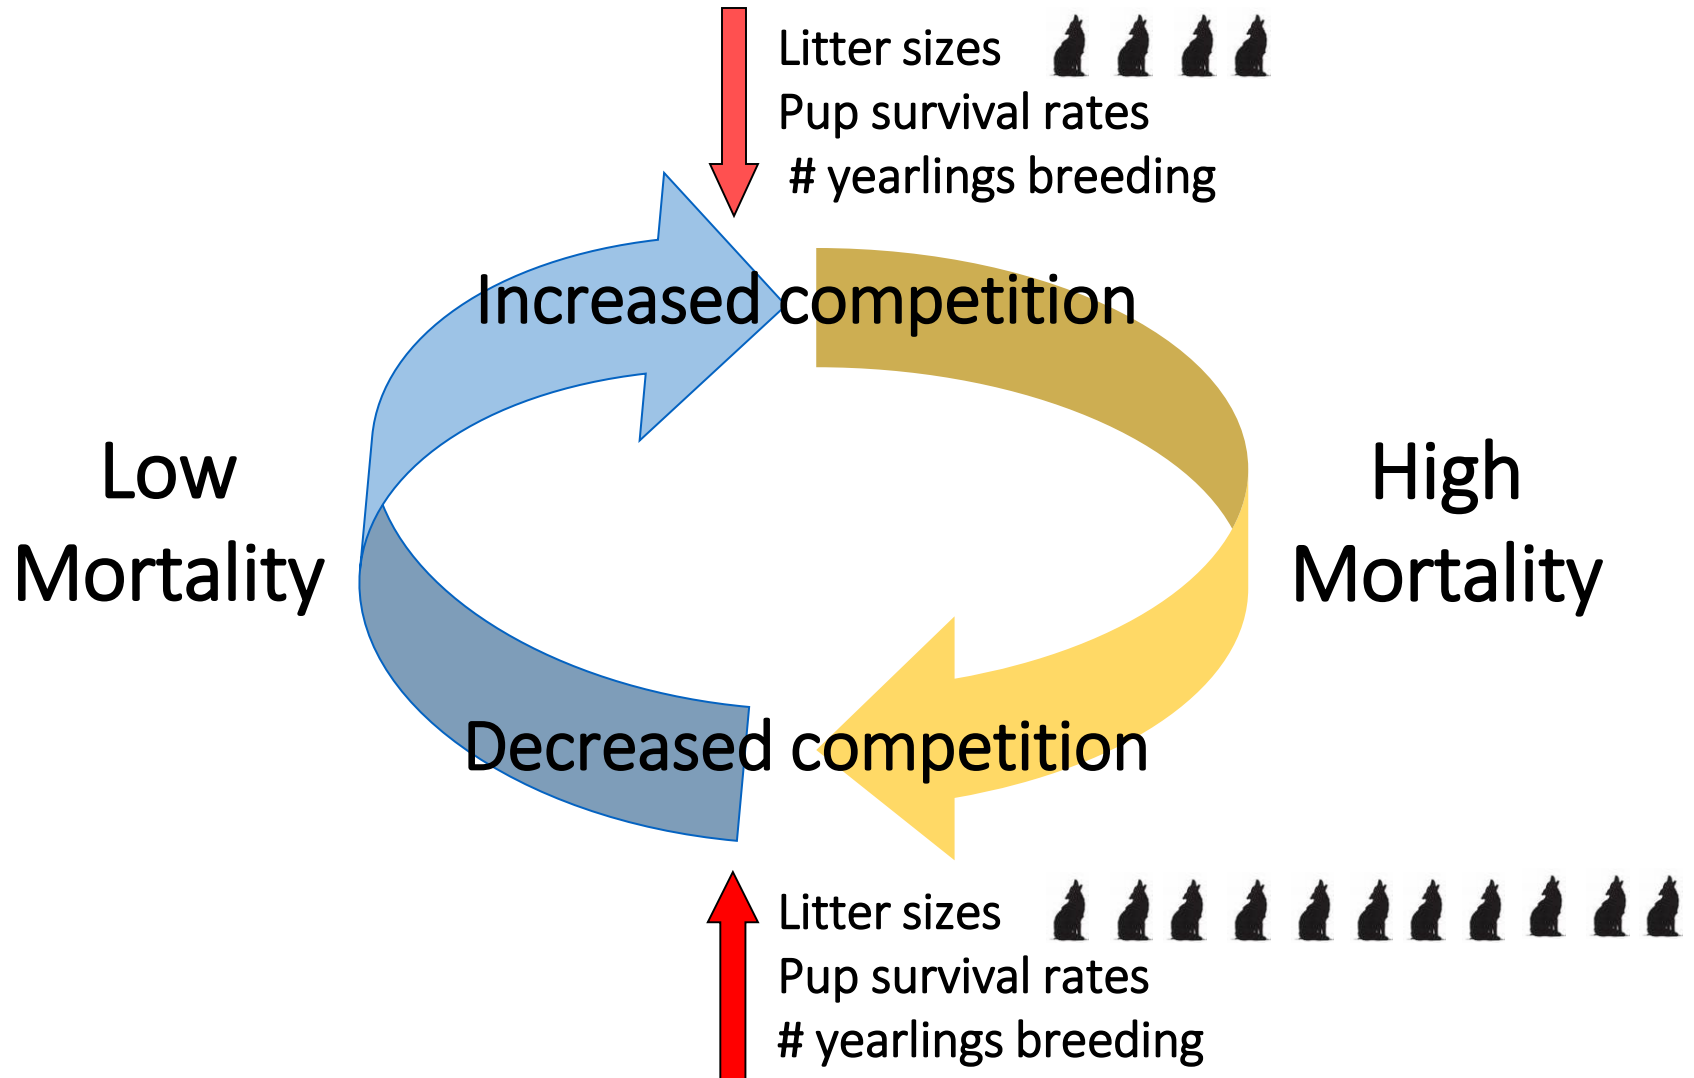 Litter sizes
Pup survival rates
# yearlings breeding
Increased competition
Low
Mortality
High
Mortality
Decreased competition
Litter sizes
Pup survival rates
# yearlings breeding